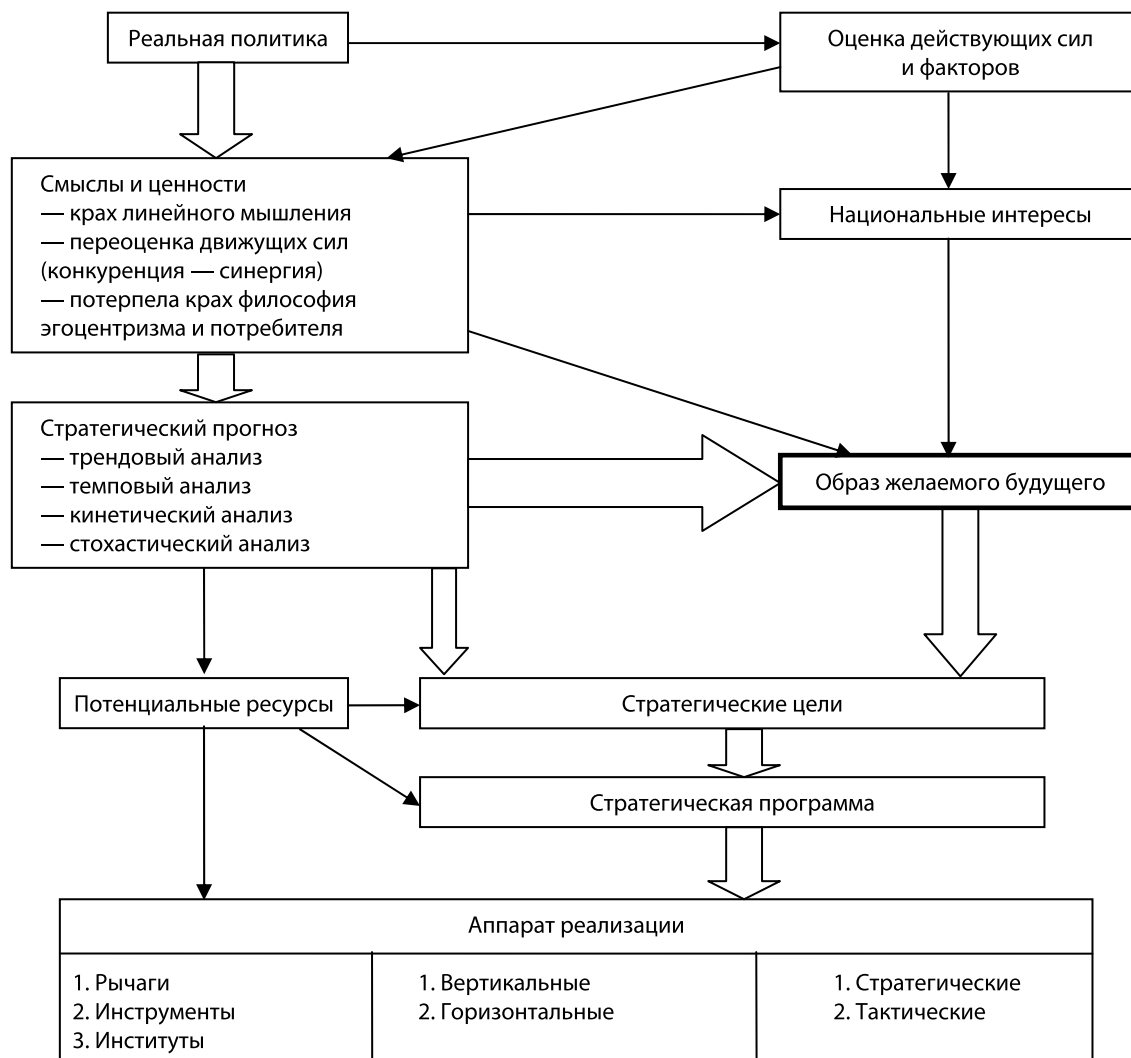 Реальная политика
Оценка действующих сил
и факторов
Смыслы и ценности
— крах линейного мышления
— переоценка движущих сил
(конкуренция — синергия)
— потерпела крах философия
эгоцентризма и потребителя
Национальные интересы
Стратегический прогноз
— трендовый анализ
— темповый анализ
— кинетический анализ
— стохастический анализ
Образ желаемого будущего
Потенциальные ресурсы
Стратегические цели
Стратегическая программа
Аппарат реализации
1. Рычаги
2. Инструменты
3. Институты
1. Вертикальные
2. Горизонтальные
1. Стратегические
2. Тактические